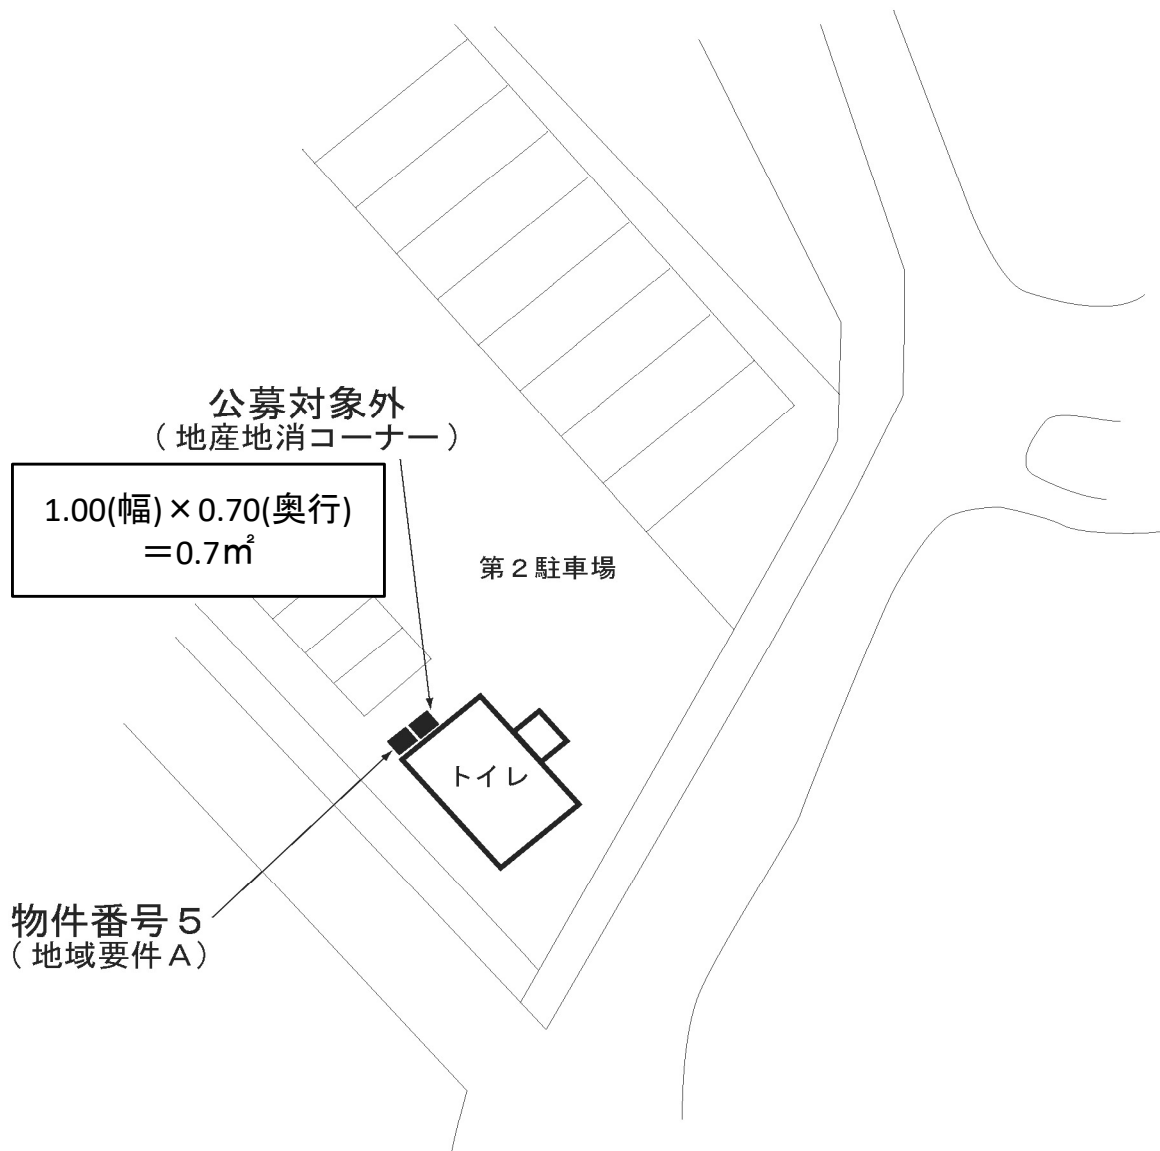 公募対象外
(地産地消コーナー)
1.00(幅)×0.70(奥行)
=0.7㎡
第2駐車場
トイレ
物件番号5
(地域要件A)